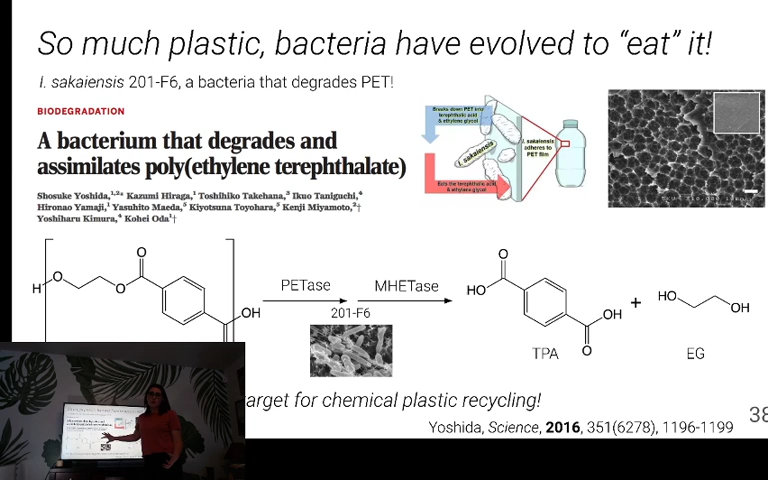 So much plastic, bacteria have evolved to “eat” it!
I. sakaiensis 201-F6, a bacteria that degrades PET!
BIODEGRADATION
A bacterium that degrades and
assimilates poly(ethylene terephthalate)
Shosuke Yoshida,1,2* Kazumi Hiraga,1 Toshihiko Takehana,3 Ikuo Taniguchi,4
Hironao Yamaji,1 Yasuhito Maeda,5 Kiyotsuna Toyohara,5 Kenji Miyamoto,2†
Yoshiharu Kimura,4 Kohei Oda1†
Breaks down PET into
terephthalic acid
& ethylene glycol
I. sakaiensis
I. sakaiensis
adheres to
PET film
Eats the terephthalic acid
& ethylene glycol
H
O
O
O
OH
PETase
MHETase
201-F6
HO
O
OH
O
TPA
+
HO
OH
EG
arget for chemical plastic recycling!
Yoshida, Science, 2016, 351(6278), 1196-1199
38